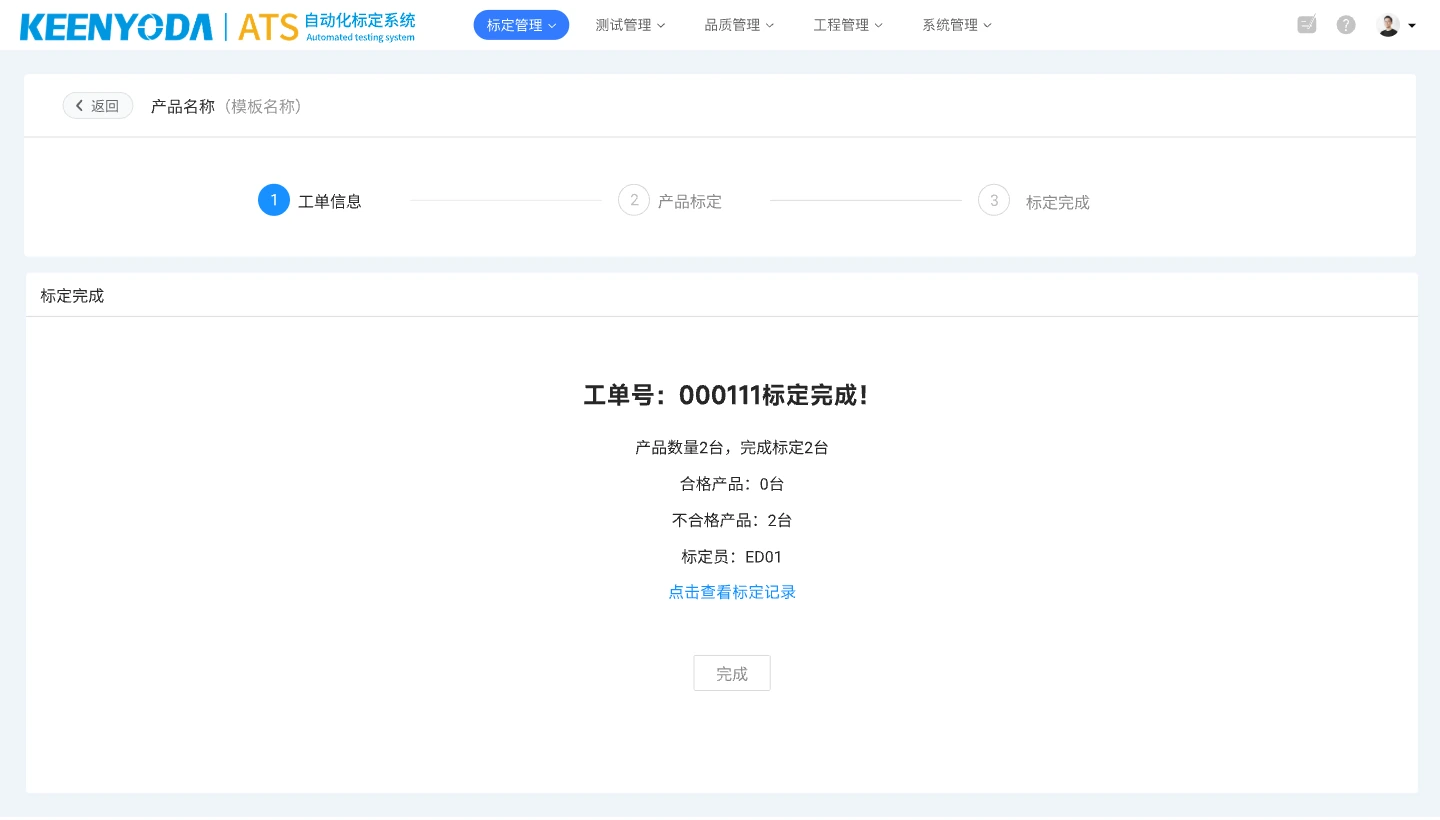 KEENYODA | ATS 自动化标定系统
Automated testing system
标定管理 测试管理 品质管理 工程管理 系统管理
返回 产品名称（模板名称）
1 工单信息 2 产品标定 3 标定完成
标定完成
工单号：000111标定完成！
产品数量2台，完成标定2台
合格产品：0台
不合格产品：2台
标定员：ED01
点击查看标定记录
完成